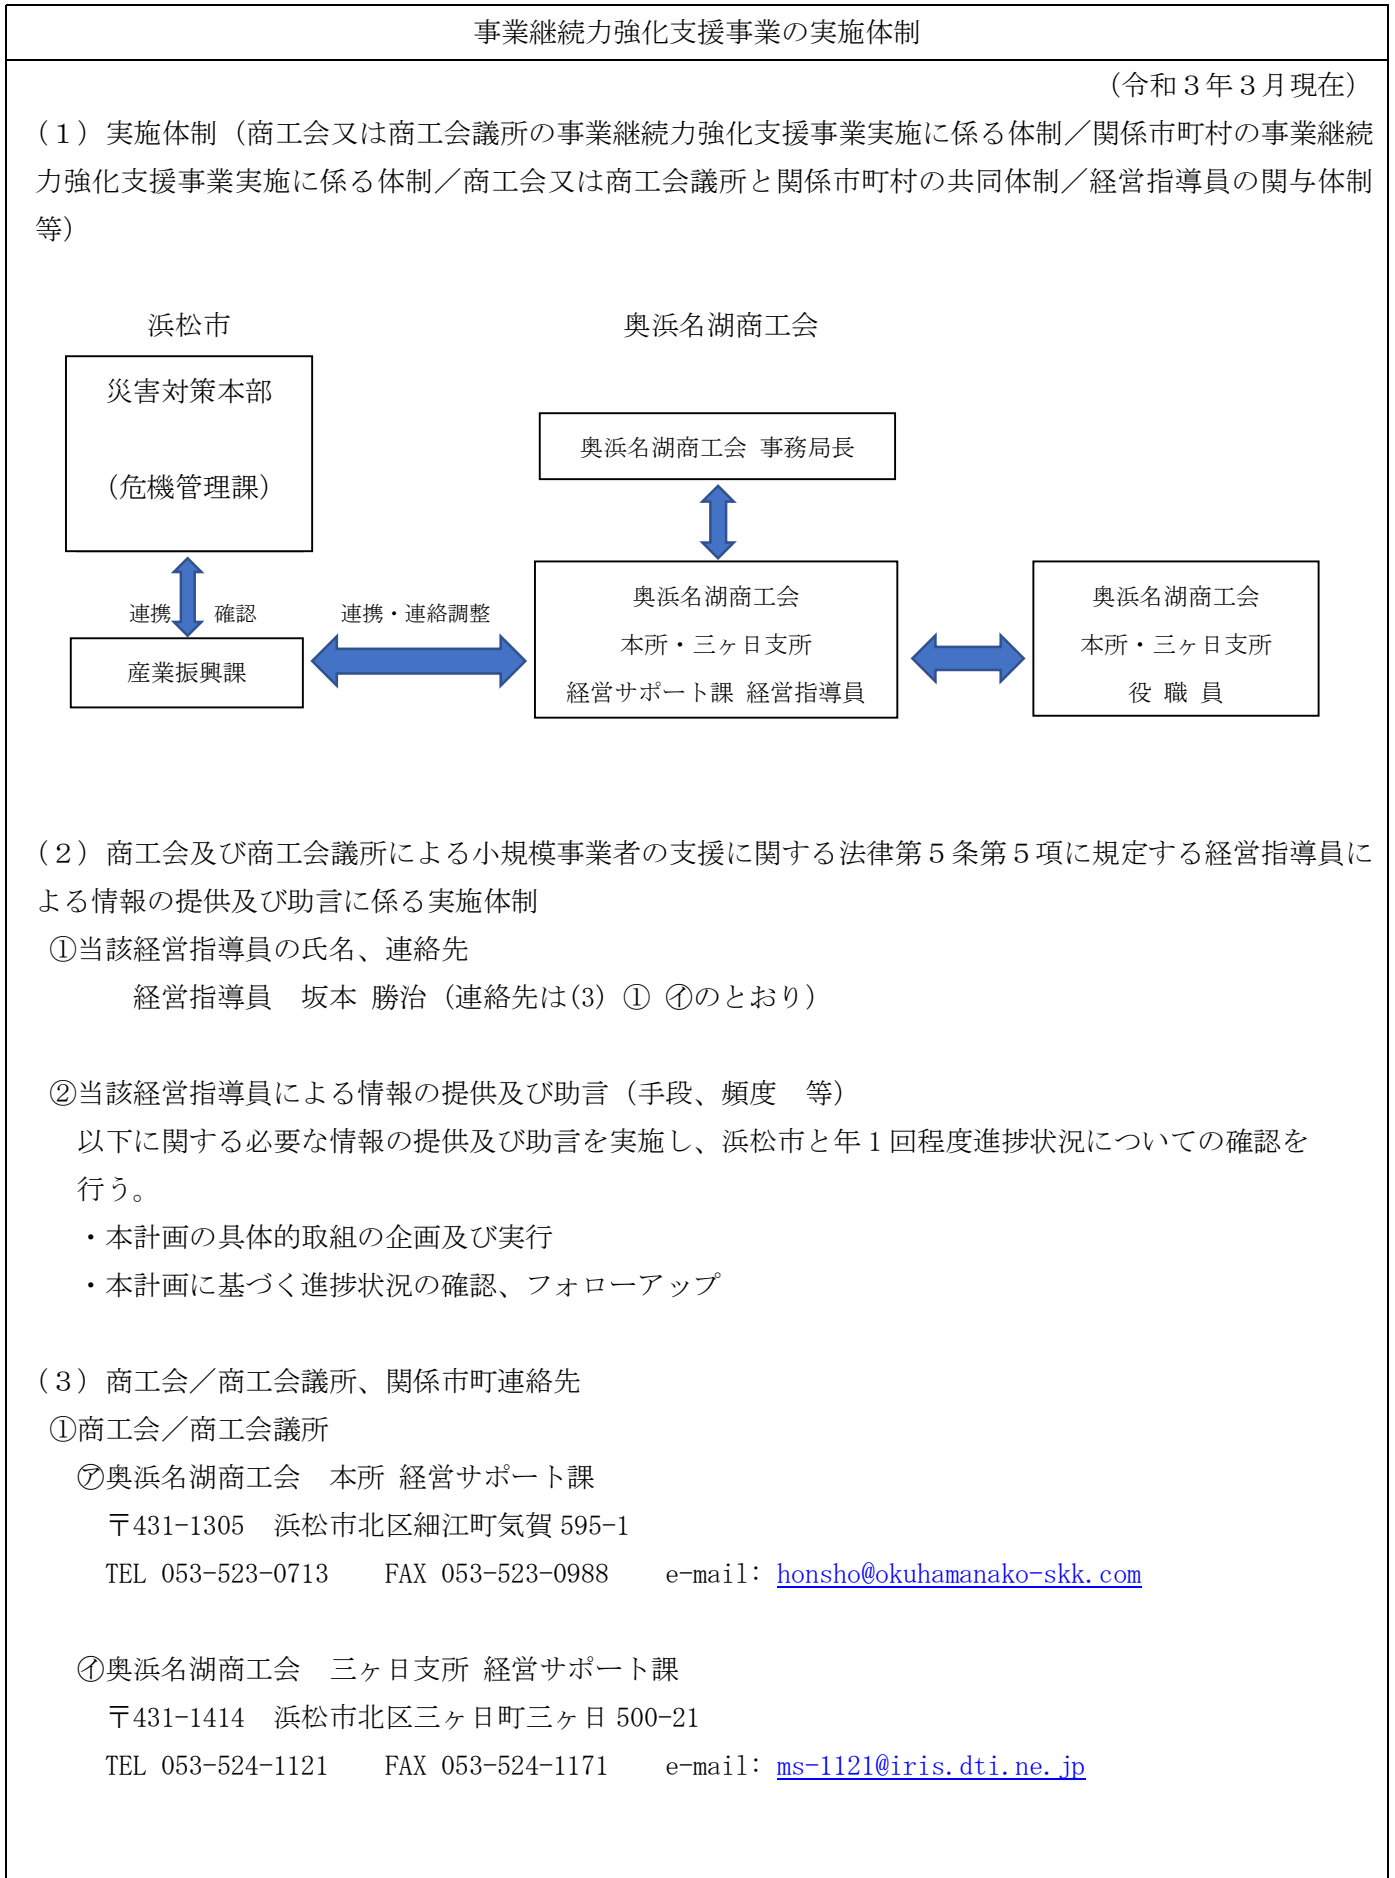 事業継続力強化支援事業の実施体制
（令和３年３月現在）
（１）実施体制（商工会又は商工会議所の事業継続力強化支援事業実施に係る体制／関係市町村の事業継続
力強化支援事業実施に係る体制／商工会又は商工会議所と関係市町村の共同体制／経営指導員の関与体制
等）
浜松市
奥浜名湖商工会
災害対策本部
（危機管理課）
奥浜名湖商工会 事務局長
連携 確認
連携・連絡調整
産業振興課
奥浜名湖商工会
本所・三ヶ日支所
経営サポート課 経営指導員
奥浜名湖商工会
本所・三ヶ日支所
役 職 員
（２）商工会及び商工会議所による小規模事業者の支援に関する法律第５条第５項に規定する経営指導員に
よる情報の提供及び助言に係る実施体制
①当該経営指導員の氏名、連絡先
経営指導員　坂本 勝治（連絡先は(3) ① ㋑のとおり）
②当該経営指導員による情報の提供及び助言（手段、頻度　等）
以下に関する必要な情報の提供及び助言を実施し、浜松市と年１回程度進捗状況についての確認を
行う。
・本計画の具体的取組の企画及び実行
・本計画に基づく進捗状況の確認、フォローアップ
（３）商工会／商工会議所、関係市町連絡先
①商工会／商工会議所
㋐奥浜名湖商工会　本所 経営サポート課
〒431-1305　浜松市北区細江町気賀 595-1
TEL 053-523-0713　　FAX 053-523-0988　　e-mail: honsho@okuhamanako-skk.com
㋑奥浜名湖商工会　三ヶ日支所 経営サポート課
〒431-1414　浜松市北区三ヶ日町三ヶ日 500-21
TEL 053-524-1121　　FAX 053-524-1171　　e-mail: ms-1121@iris.dti.ne.jp